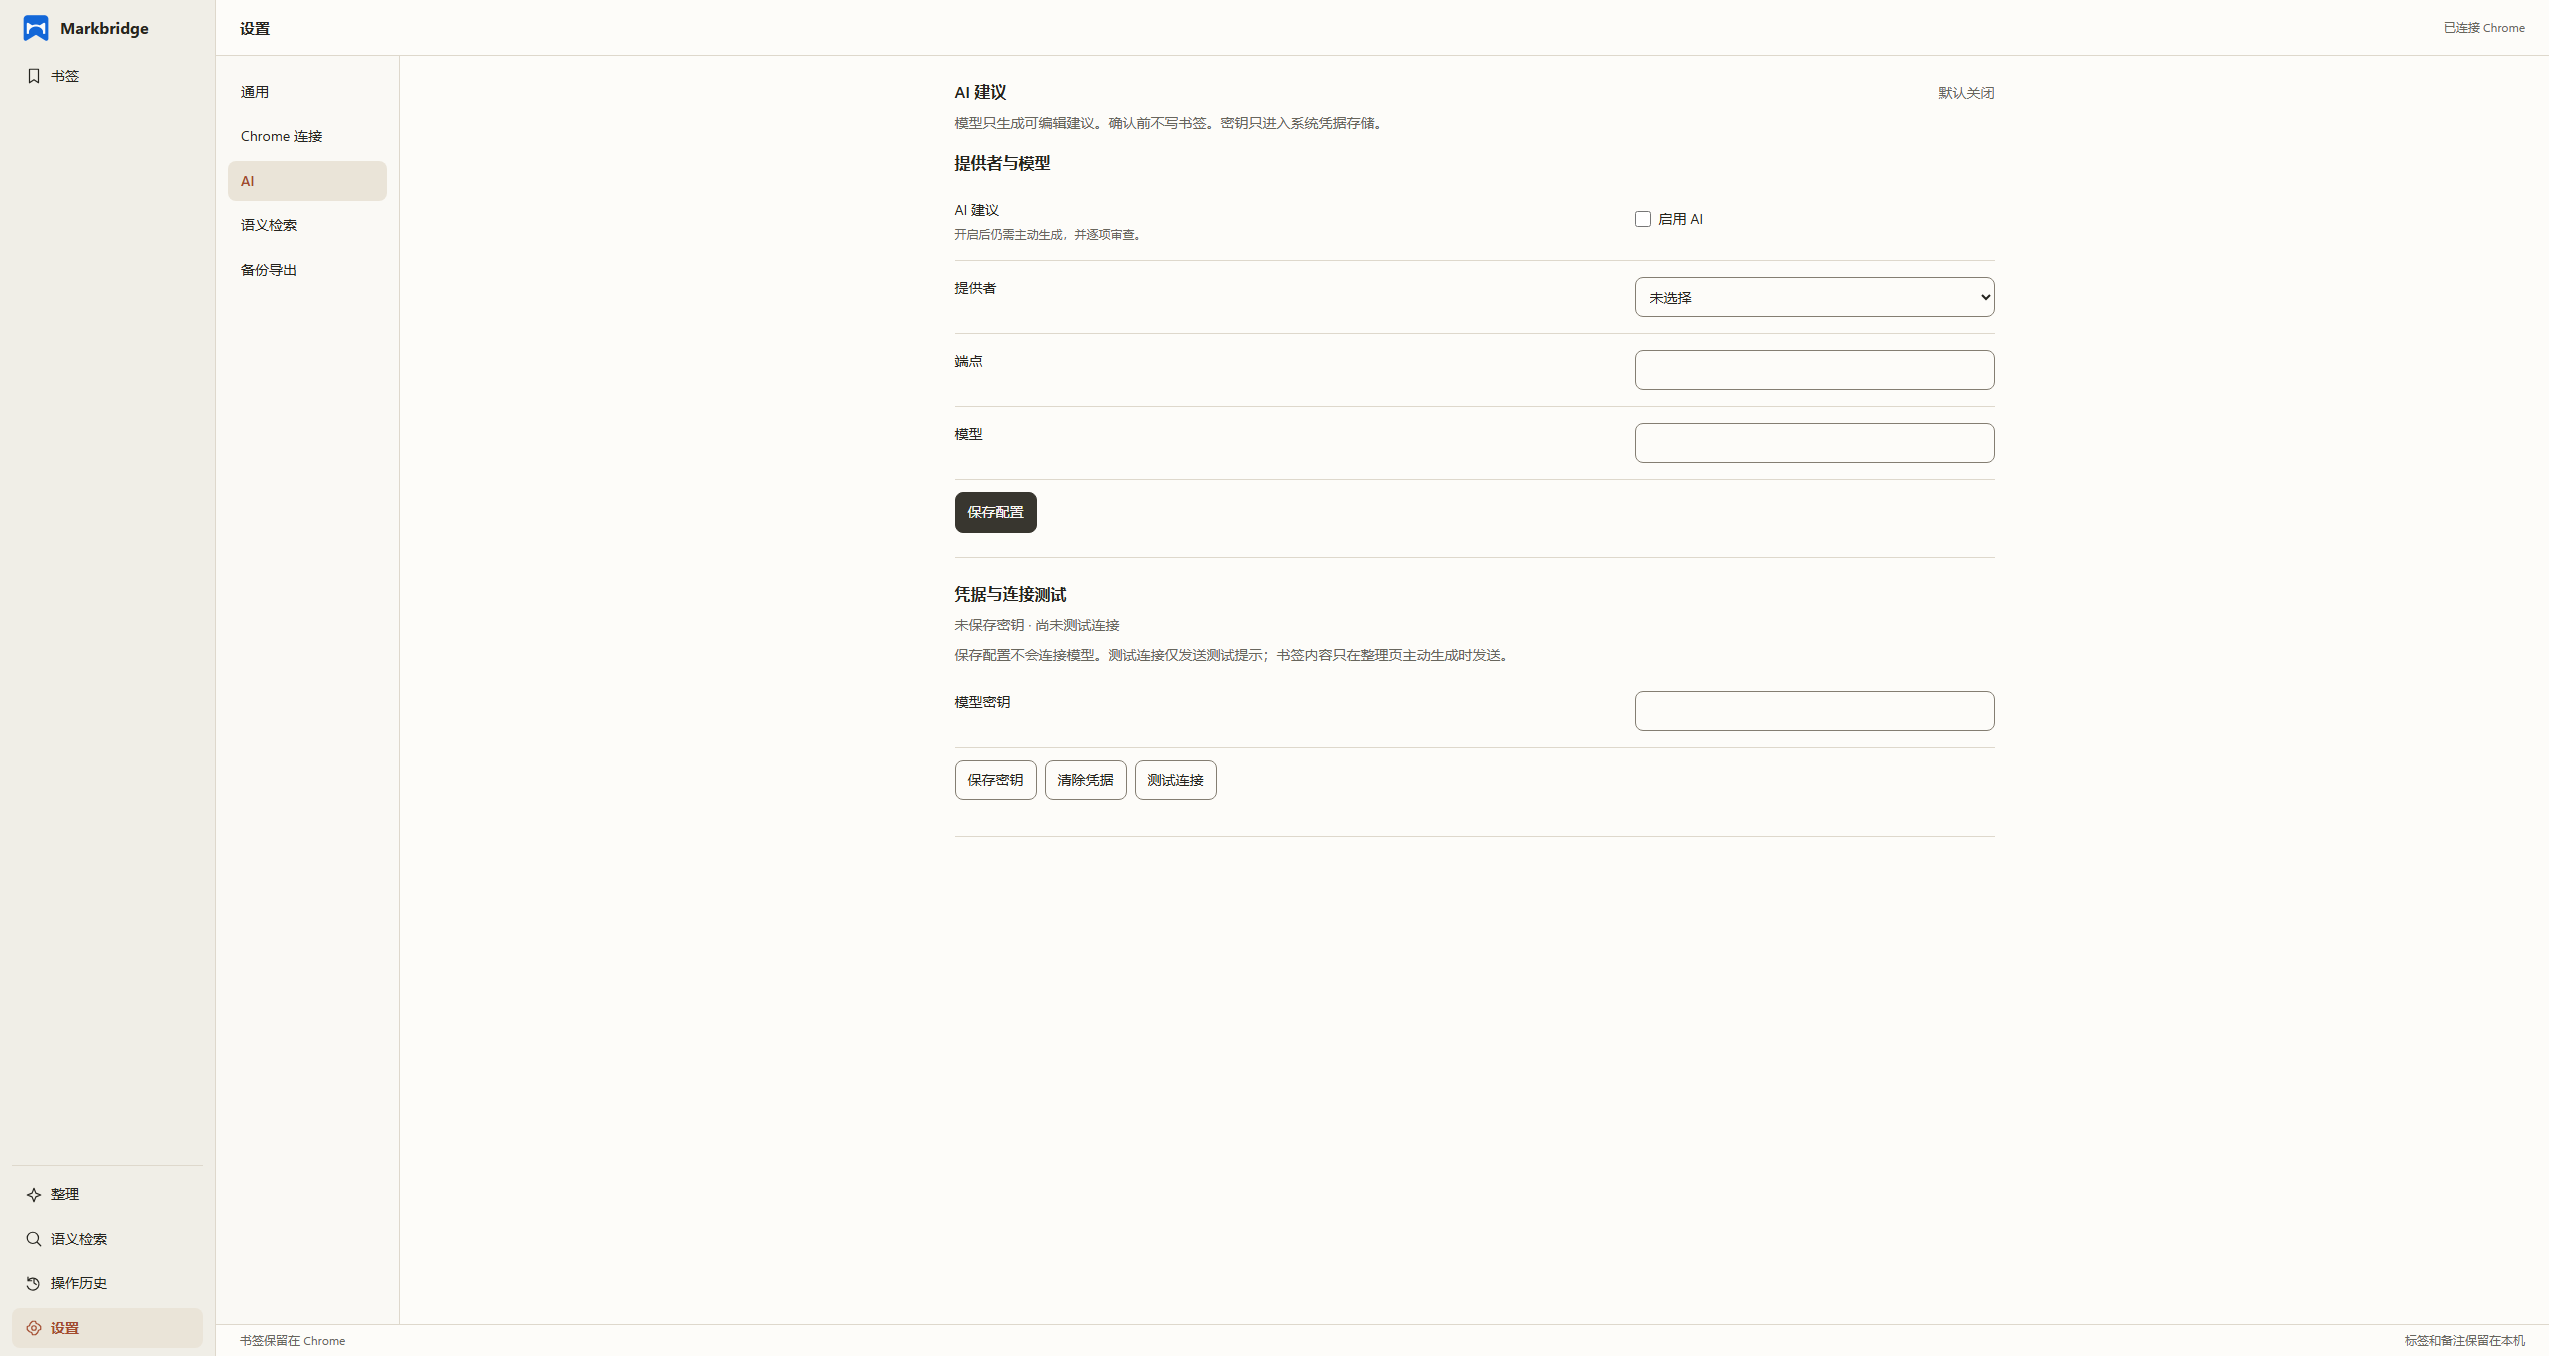 Markbridge
书签
整理
语义检索
操作历史
设置
设置
已连接 Chrome
通用
Chrome 连接
AI
语义检索
备份导出
AI 建议
默认关闭
模型只生成可编辑建议。确认前不写书签。密钥只进入系统凭据存储。
提供者与模型
AI 建议
开启后仍需主动生成，并逐项审查。
启用 AI
提供者
未选择
端点
模型
保存配置
凭据与连接测试
未保存密钥 · 尚未测试连接
保存配置不会连接模型。测试连接仅发送测试提示；书签内容只在整理页主动生成时发送。
模型密钥
保存密钥
清除凭据
测试连接
书签保留在 Chrome
标签和备注保留在本机